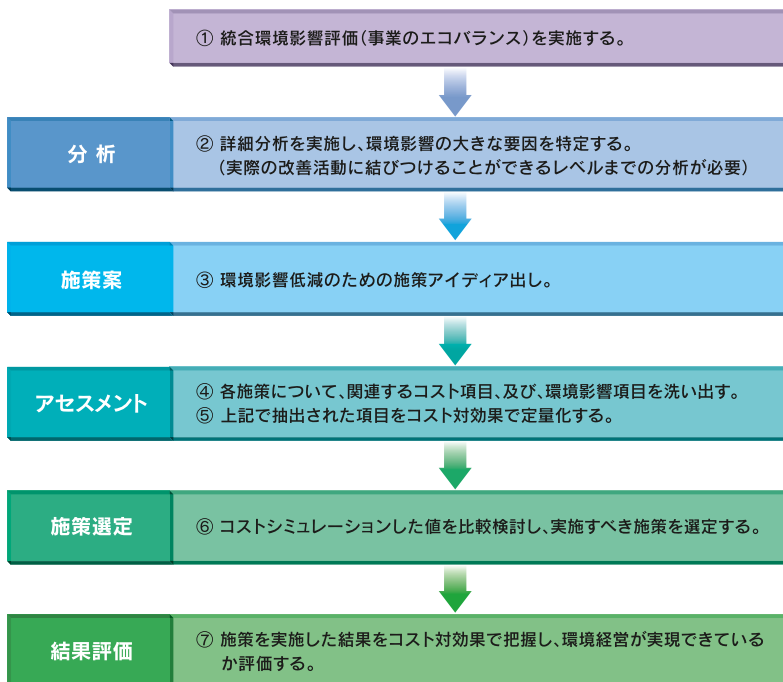 ① 統合環境影響評価(事業のエコバランス)を実施する。
分 析
② 詳細分析を実施し、環境影響の大きな要因を特定する。
(実際の改善活動に結びつけることができるレベルまでの分析が必要)
施策案
③ 環境影響低減のための施策アイディア出し。
アセスメント
④ 各施策について、関連するコスト項目、及び、環境影響項目を洗い出す。
⑤ 上記で抽出された項目をコスト対効果で定量化する。
施策選定
⑥ コストシミュレーションした値を比較検討し、実施すべき施策を選定する。
結果評価
⑦ 施策を実施した結果をコスト対効果で把握し、環境経営が実現できている
か評価する。